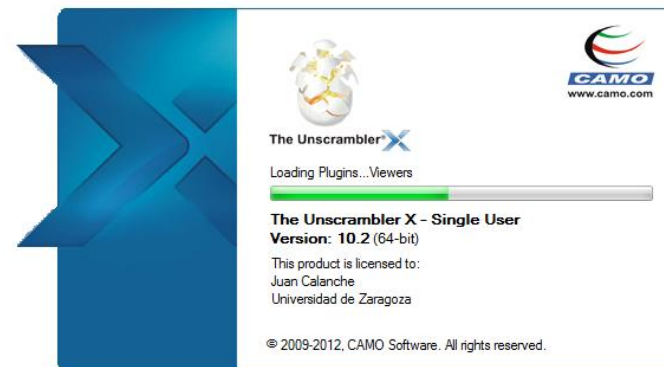 CAMO
www.camo.com
The Unscrambler® X
Loading Plugins...Viewers
The Unscrambler X - Single User
Version: 10.2 (64-bit)
This product is licensed to:
Juan Calanche
Universidad de Zaragoza
© 2009-2012, CAMO Software. All rights reserved.